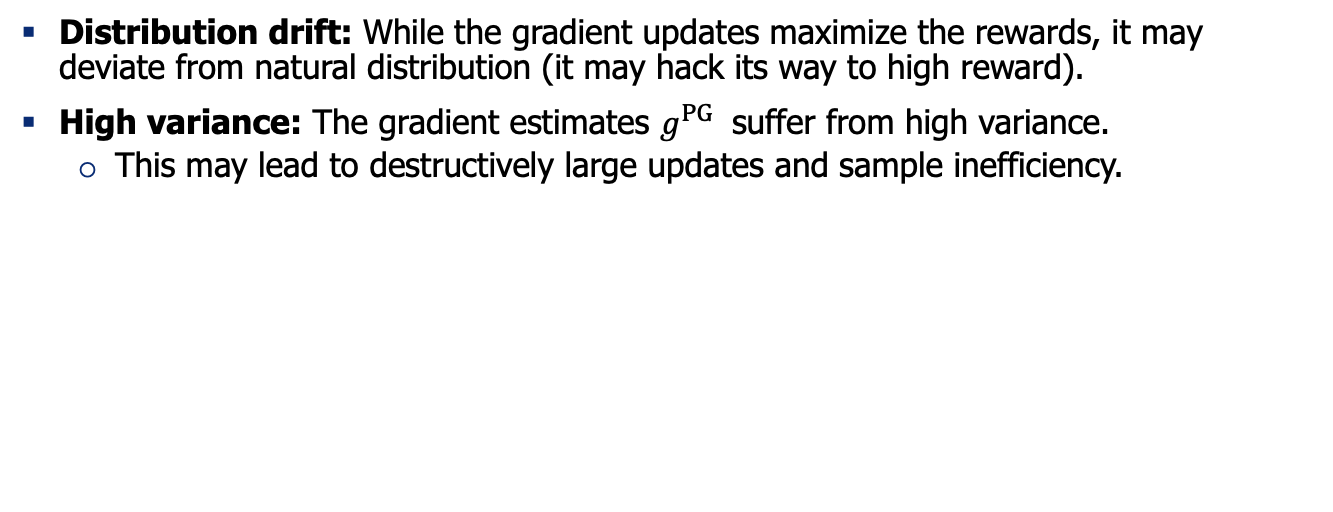 ▪ Distribution drift: While the gradient updates maximize the rewards, it may
deviate from natural distribution (it may hack its way to high reward).
▪ High variance: The gradient estimates g^PG suffer from high variance.
○ This may lead to destructively large updates and sample inefficiency.